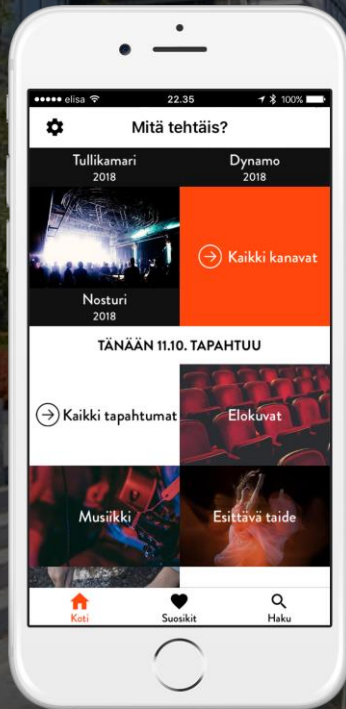 elisa 22.35 100%
Mitä tehtäis?
Tullikamari
2018
Dynamo
2018
Kaikki kanavat
Nosturi
2018
TÄNÄÄN 11.10. TAPAHTUU
Kaikki tapahtumat
Elokuvat
Musiikki
Esittävä taide
Koti
Suosikit
Haku